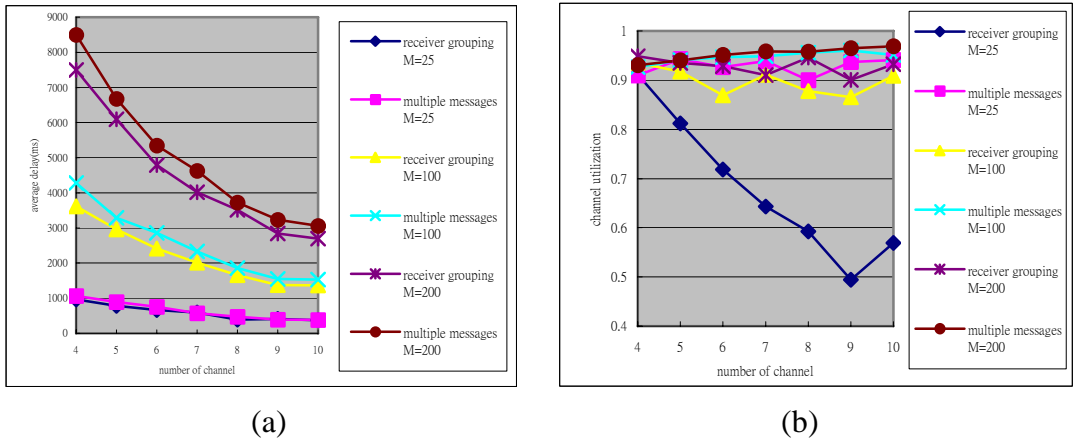 9000
8000
7000
6000
5000
4000
3000
2000
1000
0
average delay(ms)
4 5 6 7 8 9 10
number of channel
receiver grouping
M=25
multiple messages
M=25
receiver grouping
M=100
multiple messages
M=100
receiver grouping
M=200
multiple messages
M=200
(a)
1
0.9
0.8
0.7
0.6
0.5
0.4
channel utilization
4 5 6 7 8 9 10
number of channel
receiver grouping
M=25
multiple messages
M=25
receiver grouping
M=100
multiple messages
M=100
receiver grouping
M=200
multiple messages
M=200
(b)